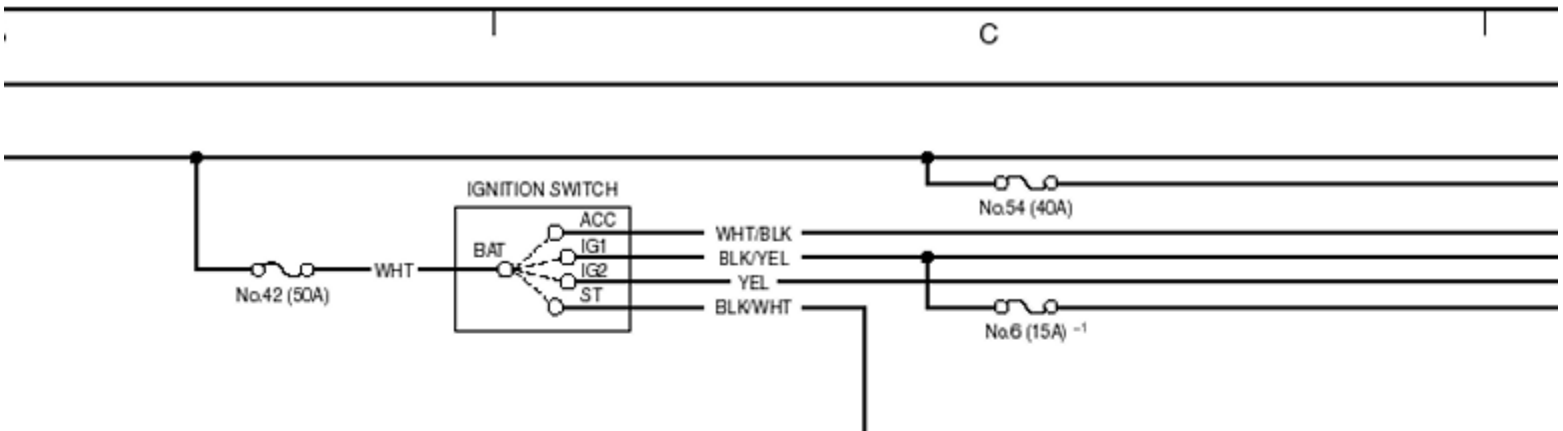 C
IGNITION SWITCH
No.54 (40A)
ACC
WHT/BLK
BAT
IG1
BLK/YEL
WHT
IG2
YEL
No.42 (50A)
ST
BLK/WHT
No.6 (15A) –1